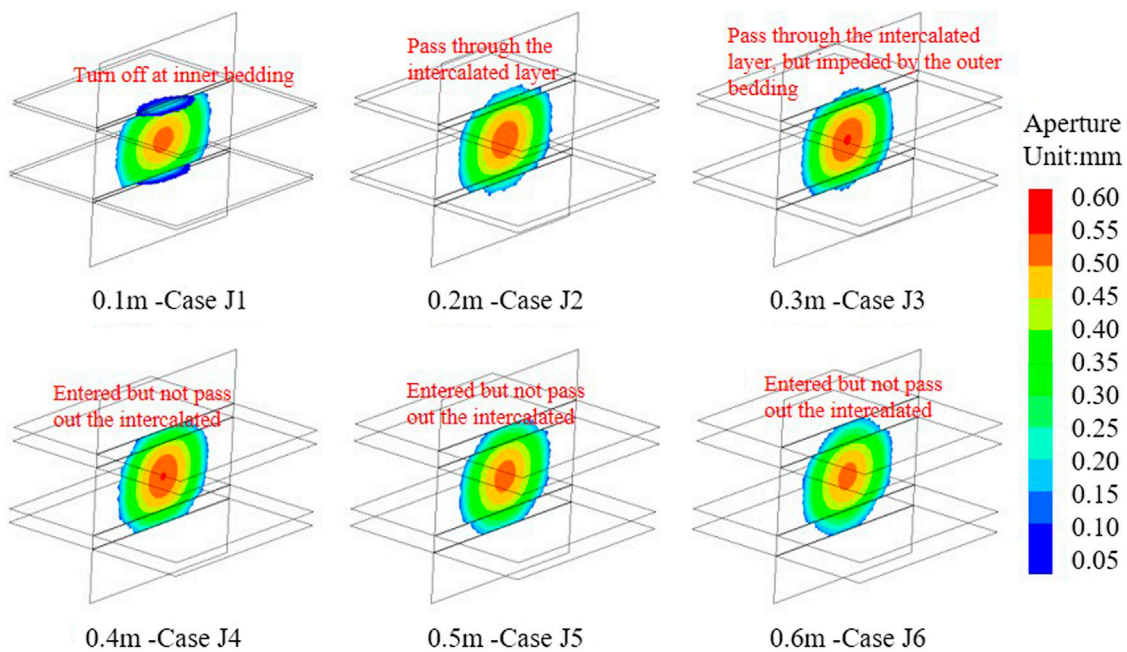 Turn off at inner bedding
Pass through the
intercalated layer
Pass through the intercalated
layer, but impeded by the outer
bedding
0.1m -Case J1
0.2m -Case J2
0.3m -Case J3
Entered but not pass
out the intercalated
Entered but not pass
out the intercalated
Entered but not pass
out the intercalated
0.4m -Case J4
0.5m -Case J5
0.6m -Case J6
Aperture
Unit:mm
0.60
0.55
0.50
0.45
0.40
0.35
0.30
0.25
0.20
0.15
0.10
0.05